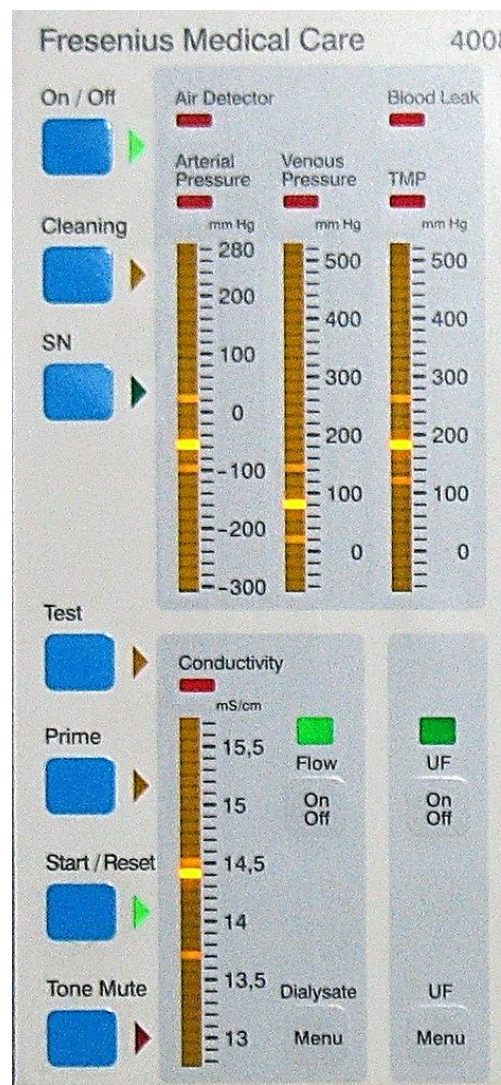 Fresenius Medical Care 4008
On / Off
Air Detector
Blood Leak
Arterial
Pressure
Venous
Pressure
TMP
mm Hg
mm Hg
mm Hg
280
200
100
0
-100
-200
-300
500
400
300
200
100
0
500
400
300
200
100
0
Cleaning
SN
Test
Prime
Start / Reset
Tone Mute
Conductivity
mS/cm
15,5
15
14,5
14
13,5
13
Flow
On
Off
Dialysate
Menu
UF
On
Off
UF
Menu